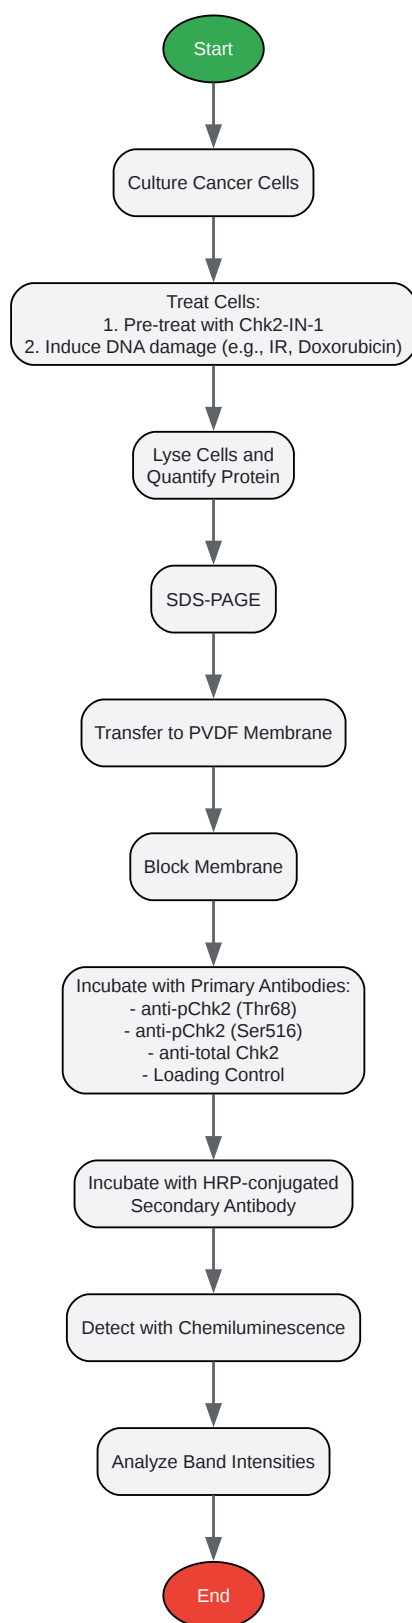 Start
Culture Cancer Cells
Treat Cells:
1. Pre-treat with Chk2-IN-1
2. Induce DNA damage (e.g., IR, Doxorubicin)
Lyse Cells and
Quantify Protein
SDS-PAGE
Transfer to PVDF Membrane
Block Membrane
Incubate with Primary Antibodies:
- anti-pChk2 (Thr68)
- anti-pChk2 (Ser516)
- anti-total Chk2
- Loading Control
Incubate with HRP-conjugated
Secondary Antibody
Detect with Chemiluminescence
Analyze Band Intensities
End